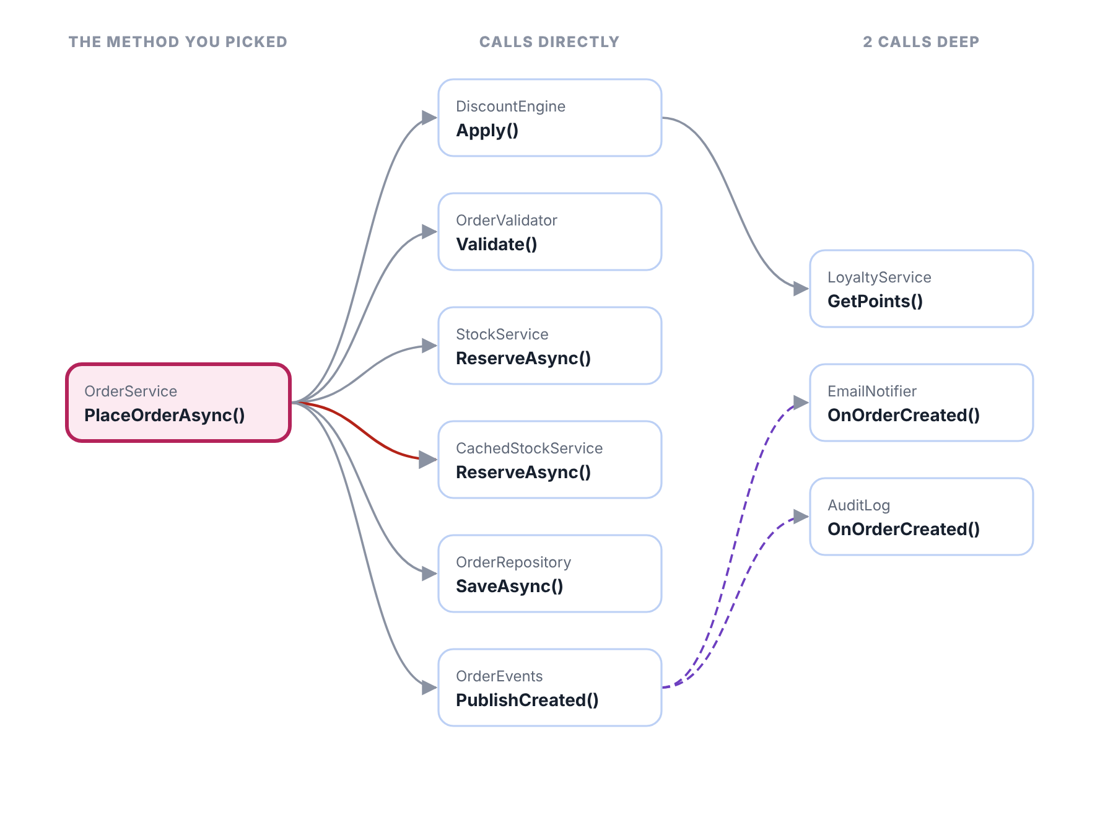 THE METHOD YOU PICKED
CALLS DIRECTLY
2 CALLS DEEP
OrderService
PlaceOrderAsync()
DiscountEngine
Apply()
OrderValidator
Validate()
StockService
ReserveAsync()
CachedStockService
ReserveAsync()
OrderRepository
SaveAsync()
OrderEvents
PublishCreated()
LoyaltyService
GetPoints()
EmailNotifier
OnOrderCreated()
AuditLog
OnOrderCreated()